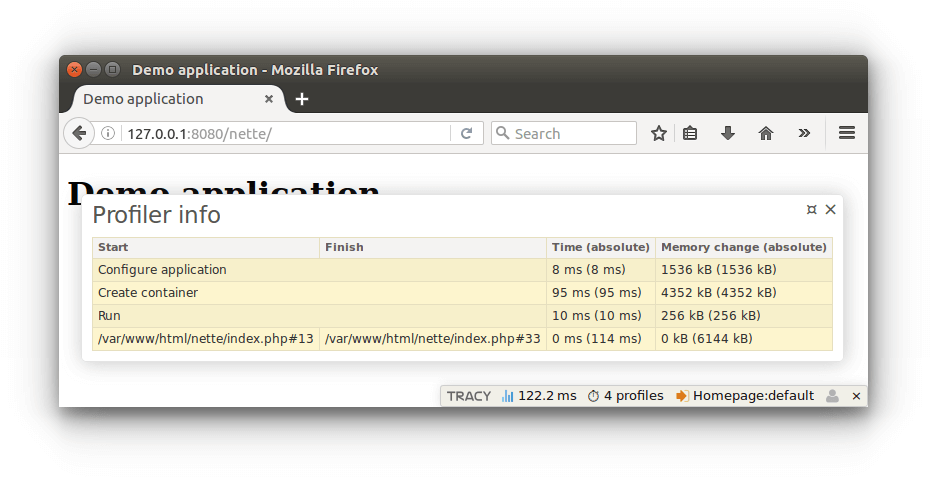 Demo application - Mozilla Firefox
Demo application
127.0.0.1:8080/nette/ Search
Demo application
Profiler info
Start Finish Time (absolute) Memory change (absolute)
Configure application 8 ms (8 ms) 1536 kB (1536 kB)
Create container 95 ms (95 ms) 4352 kB (4352 kB)
Run 10 ms (10 ms) 256 kB (256 kB)
/var/www/html/nette/index.php#13 /var/www/html/nette/index.php#33 0 ms (114 ms) 0 kB (6144 kB)
TRACY 122.2 ms 4 profiles Homepage:default